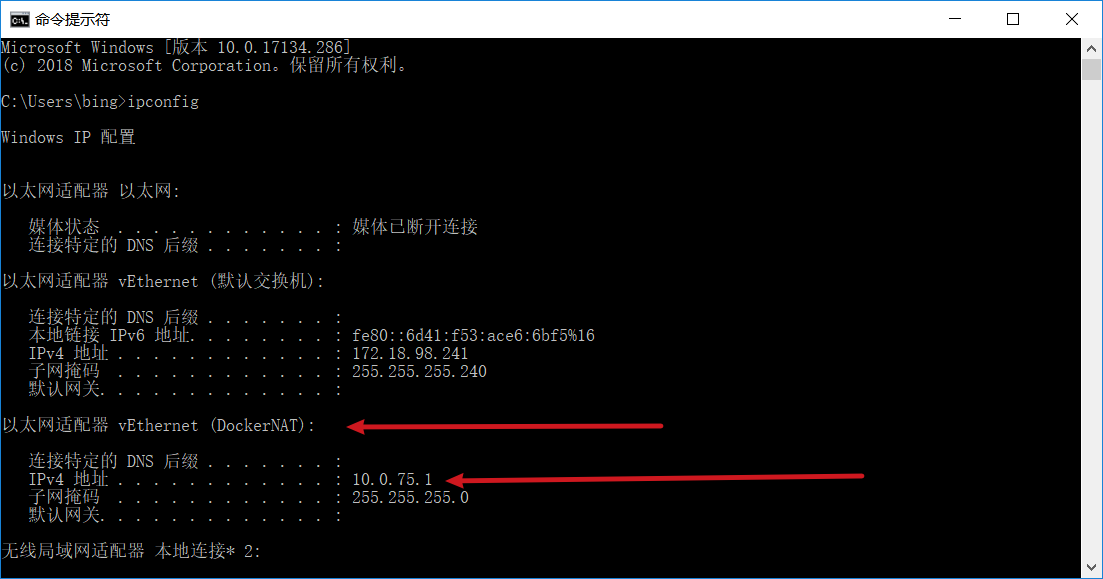 命令提示符
Microsoft Windows [版本 10.0.17134.286]
(c) 2018 Microsoft Corporation。保留所有权利。
C:\Users\bing>ipconfig
Windows IP 配置
以太网适配器 以太网:
媒体状态 . . . . . . . . . . . . : 媒体已断开连接
连接特定的 DNS 后缀 . . . . . . . :
以太网适配器 vEthernet (默认交换机):
连接特定的 DNS 后缀 . . . . . . . :
本地链接 IPv6 地址. . . . . . . . : fe80::6d41:f53:ace6:6bf5%16
IPv4 地址 . . . . . . . . . . . . : 172.18.98.241
子网掩码 . . . . . . . . . . . . : 255.255.255.240
默认网关. . . . . . . . . . . . . :
以太网适配器 vEthernet (DockerNAT):
连接特定的 DNS 后缀 . . . . . . . :
IPv4 地址 . . . . . . . . . . . . : 10.0.75.1
子网掩码 . . . . . . . . . . . . : 255.255.255.0
默认网关. . . . . . . . . . . . . :
无线局域网适配器 本地连接* 2: